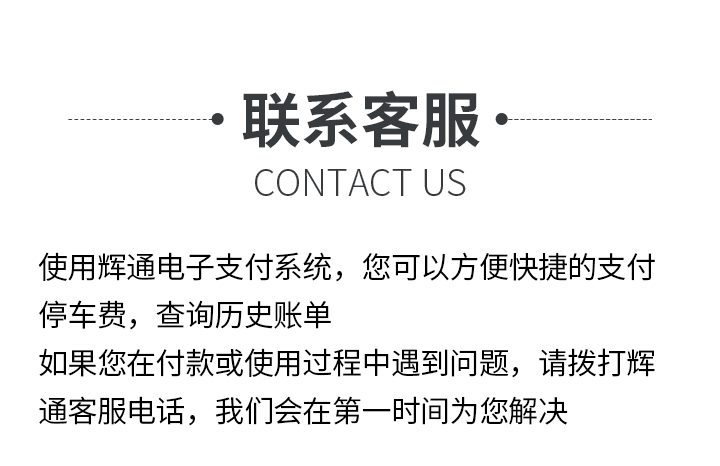 联系客服
CONTACT US
使用辉通电子支付系统，您可以方便快捷的支付
停车费，查询历史账单
如果您在付款或使用过程中遇到问题，请拨打辉
通客服电话，我们会在第一时间为您解决